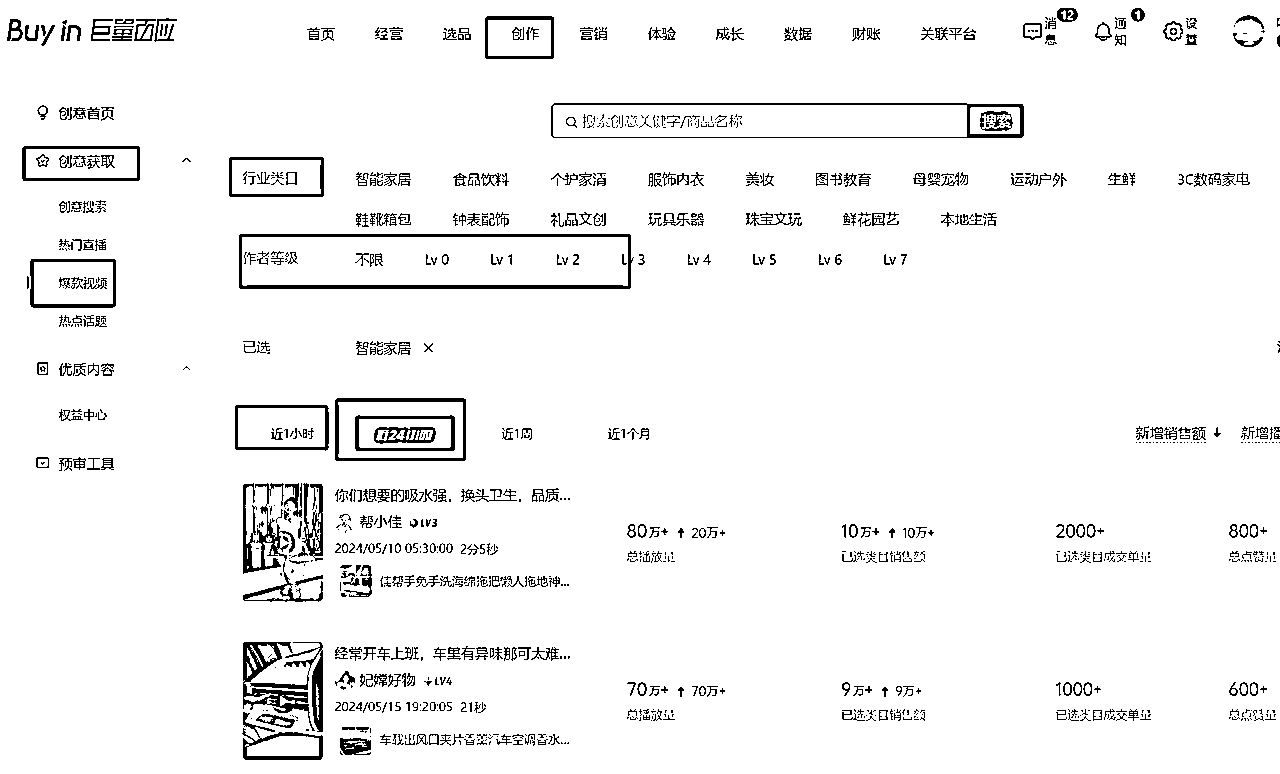 Buy in 巨量百应
首页 经营 选品 创作 营销 体验 成长 数据 财账 关联平台 消息 12 通知 1 设置
创意首页
创意获取
创意搜索
热门直播
爆款视频
热点话题
优质内容
权益中心
预审工具
搜索创意关键字/商品名称 搜索
行业类目 智能家居 食品饮料 个护家清 服饰内衣 美妆 图书教育 母婴宠物 运动户外 生鲜 3C数码家电
鞋靴箱包 钟表配饰 礼品文创 玩具乐器 珠宝文玩 鲜花园艺 本地生活
作者等级 不限 Lv 0 Lv 1 Lv 2 Lv 3 Lv 4 Lv 5 Lv 6 Lv 7
已选 智能家居 ×
近1小时 近24小时 近1周 近1个月 新增销售额 ↓ 新增播
你们想要的吸水强，换头卫生，品质...
帮小佳 LV3
2024/05/10 05:30:00 2分5秒
佳帮手免手洗海绵拖把懒人拖地神...
80万+ ↑ 20万+
总播放量
10万+ ↑ 10万+
已选类目销售额
2000+
已选类目成交单量
800+
总点赞量
经常开车上班，车里有异味那可太难...
妃嫦好物 LV4
2024/05/15 19:20:05 21秒
车载出风口夹片香薰汽车空调香水...
70万+ ↑ 70万+
总播放量
9万+ ↑ 9万+
已选类目销售额
1000+
已选类目成交单量
600+
总点赞量